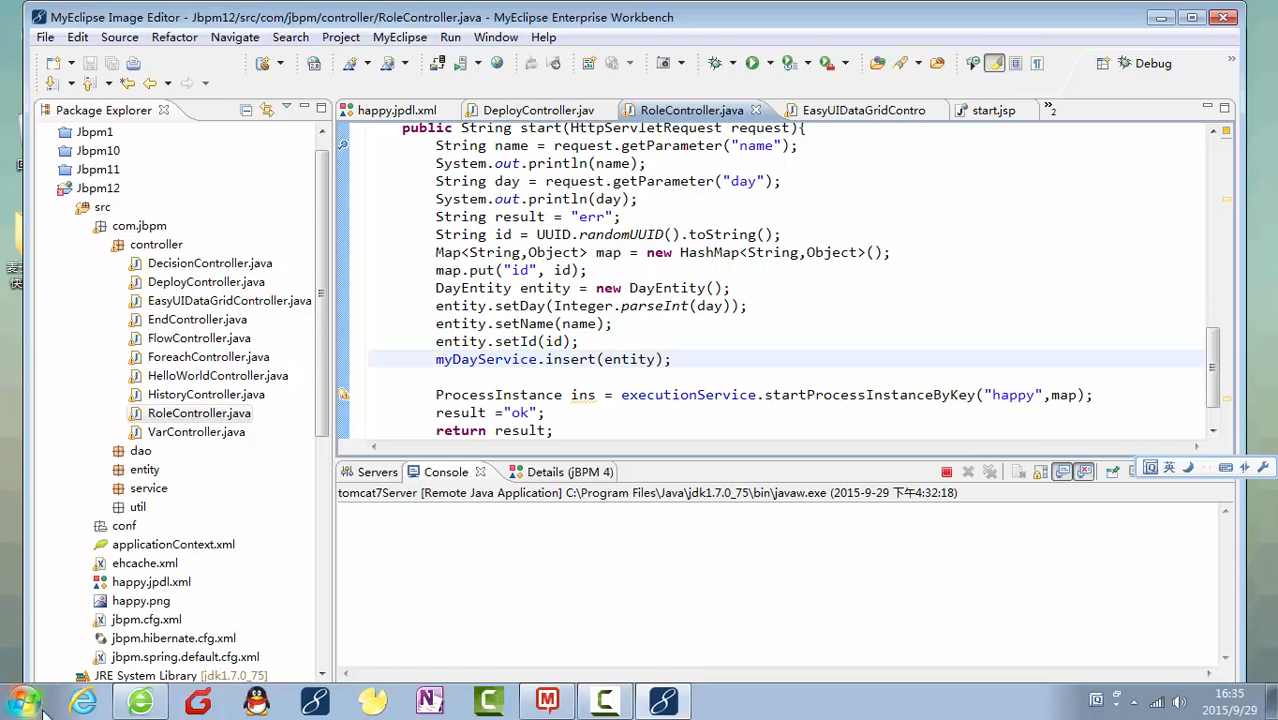 MyEclipse Image Editor - Jbpm12/src/com/jbpm/controller/RoleController.java - MyEclipse Enterprise Workbench
File Edit Source Refactor Navigate Search Project MyEclipse Run Window Help
Debug
Package Explorer
happy.jpdl.xml DeployController.jav RoleController.java EasyUIDataGridContro start.jsp 2
Jbpm1
Jbpm10
Jbpm11
Jbpm12
src
com.jbpm
controller
DecisionController.java
DeployController.java
EasyUIDataGridController.java
EndController.java
FlowController.java
ForeachController.java
HelloWorldController.java
HistoryController.java
RoleController.java
VarController.java
dao
entity
service
util
conf
applicationContext.xml
ehcache.xml
happy.jpdl.xml
happy.png
jbpm.cfg.xml
jbpm.hibernate.cfg.xml
jbpm.spring.default.cfg.xml
JRE System Library [jdk1.7.0_75]
public String start(HttpServletRequest request){
String name = request.getParameter("name");
System.out.println(name);
String day = request.getParameter("day");
System.out.println(day);
String result = "err";
String id = UUID.randomUUID().toString();
Map<String,Object> map = new HashMap<String,Object>();
map.put("id", id);
DayEntity entity = new DayEntity();
entity.setDay(Integer.parseInt(day));
entity.setName(name);
entity.setId(id);
myDayService.insert(entity);
ProcessInstance ins = executionService.startProcessInstanceByKey("happy",map);
result ="ok";
return result;
Servers Console Details (jBPM 4)
英
tomcat7Server [Remote Java Application] C:\Program Files\Java\jdk1.7.0_75\bin\javaw.exe (2015-9-29 下午4:32:18)
16:35
2015/9/29